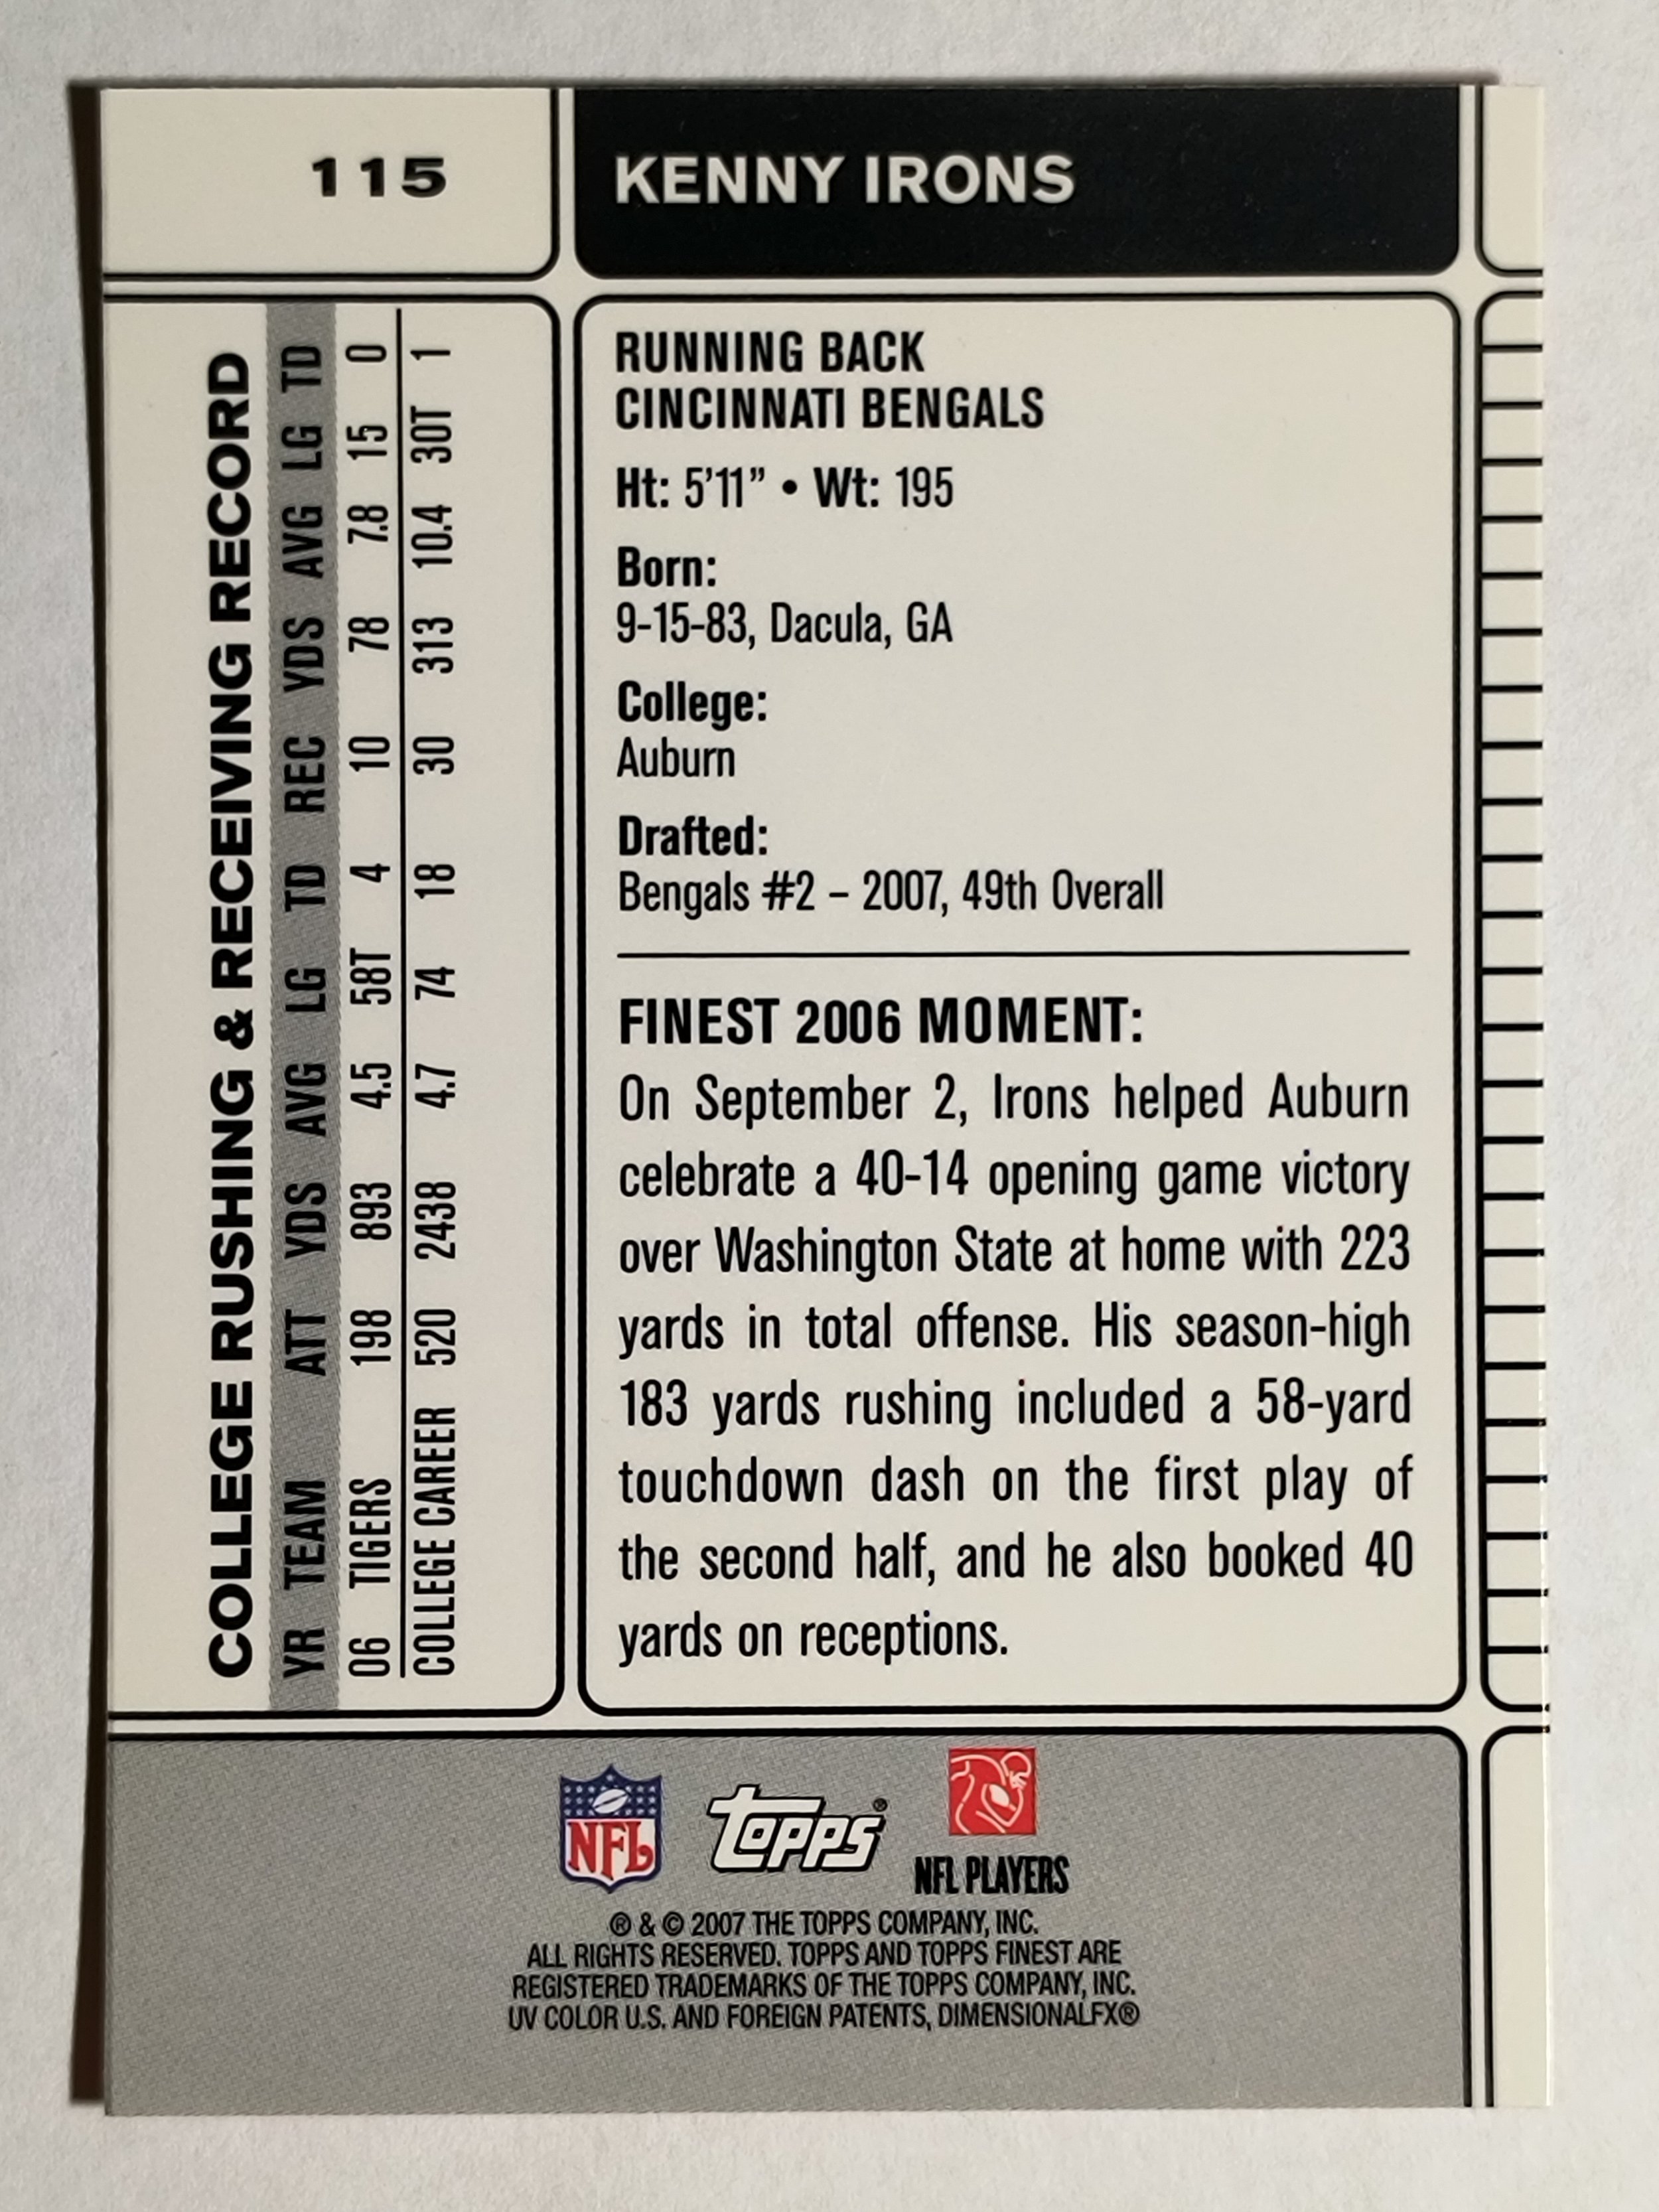 115
KENNY IRONS
COLLEGE RUSHING & RECEIVING RECORD
YR TEAM ATT YDS AVG LG TD REC YDS AVG LG TD
06 TIGERS 198 893 4.5 58T 4 10 78 7.8 15 0
COLLEGE CAREER 520 2438 4.7 74 18 30 313 10.4 30T 1
RUNNING BACK
CINCINNATI BENGALS
Ht: 5'11” • Wt: 195
Born:
9-15-83, Dacula, GA
College:
Auburn
Drafted:
Bengals #2 – 2007, 49th Overall
FINEST 2006 MOMENT:
On September 2, Irons helped Auburn
celebrate a 40-14 opening game victory
over Washington State at home with 223
yards in total offense. His season-high
183 yards rushing included a 58-yard
touchdown dash on the first play of
the second half, and he also booked 40
yards on receptions.
NFL
Topps®
NFL PLAYERS
® & © 2007 THE TOPPS COMPANY, INC.
ALL RIGHTS RESERVED. TOPPS AND TOPPS FINEST ARE
REGISTERED TRADEMARKS OF THE TOPPS COMPANY, INC.
UV COLOR U.S. AND FOREIGN PATENTS, DIMENSIONALFX®